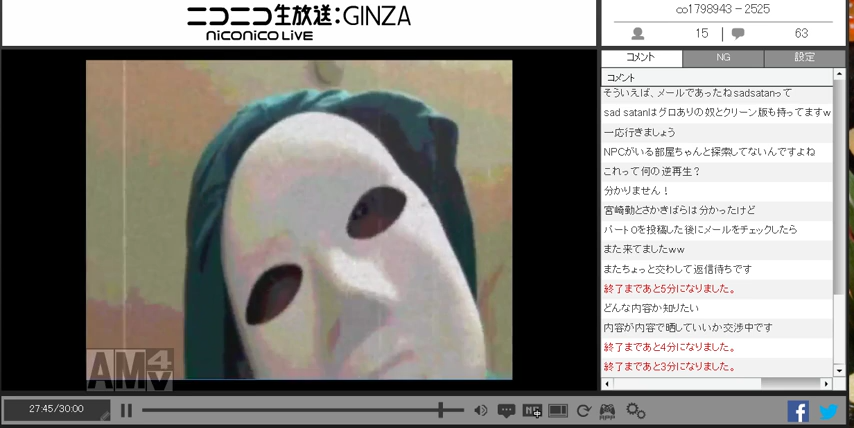 ニコニコ生放送:GINZA
niconico Live
co1798943－2525
15 | 63
コメント NG 設定
コメント
そういえば、メールであったねsadsatanって
sad satanはグロありの奴とクリーン版も持ってますw
一応行きましょう
NPCがいる部屋ちゃんと探索してないんですよね
これって何の逆再生？
分かりません！
宮崎勤とさかきばらは分かったけど
パート0を投稿した後にメールをチェックしたら
また来てましたww
またちょっと交わして返信待ちです
終了まであと5分になりました。
どんな内容か知りたい
内容が内容で晒していいか交渉中です
終了まであと4分になりました。
終了まであと3分になりました。
AM4V
27:45/30:00